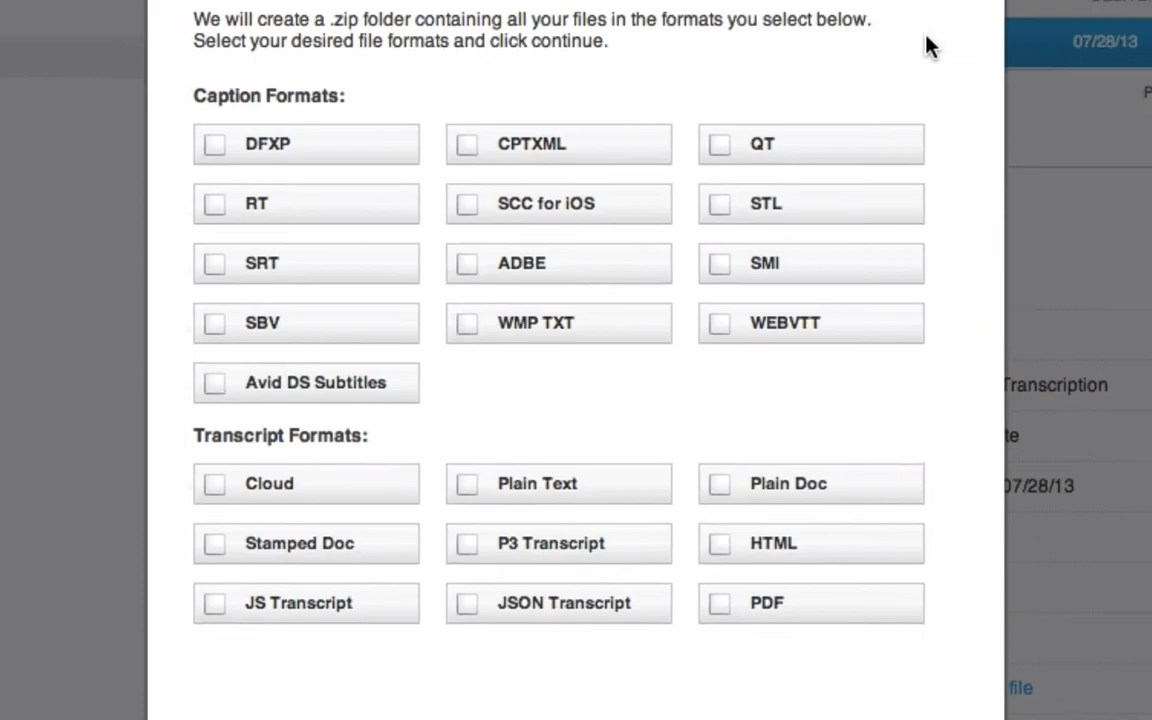 We will create a .zip folder containing all your files in the formats you select below.
Select your desired file formats and click continue.
07/28/13
Caption Formats:
DFXP
CPTXML
QT
RT
SCC for iOS
STL
SRT
ADBE
SMI
SBV
WMP TXT
WEBVTT
Avid DS Subtitles
Transcription
Transcript Formats:
Cloud
Plain Text
Plain Doc
07/28/13
Stamped Doc
P3 Transcript
HTML
JS Transcript
JSON Transcript
PDF
file